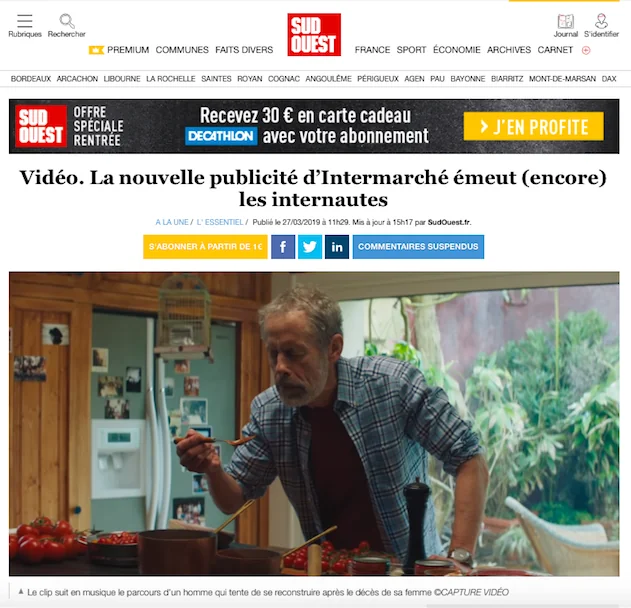 Rubriques
Rechercher
SUD
OUEST
Journal
S'identifier
PREMIUM COMMUNES FAITS DIVERS
FRANCE SPORT ÉCONOMIE ARCHIVES CARNET
BORDEAUX ARCACHON LIBOURNE LA ROCHELLE SAINTES ROYAN COGNAC ANGOULÊME PÉRIGUEUX AGEN PAU BAYONNE BIARRITZ MONT-DE-MARSAN DAX
SUD
OUEST
OFFRE
SPÉCIALE
RENTRÉE
Recevez 30 € en carte cadeau
DECATHLON avec votre abonnement
> J'EN PROFITE
Vidéo. La nouvelle publicité d’Intermarché émeut (encore)
les internautes
A LA UNE / L' ESSENTIEL / Publié le 27/03/2019 à 11h29. Mis à jour à 15h17 par SudOuest.fr.
S'ABONNER À PARTIR DE 1€
f
in
COMMENTAIRES SUSPENDUS
Le clip suit en musique le parcours d’un homme qui tente de se reconstruire après le décès de sa femme ©CAPTURE VIDÉO